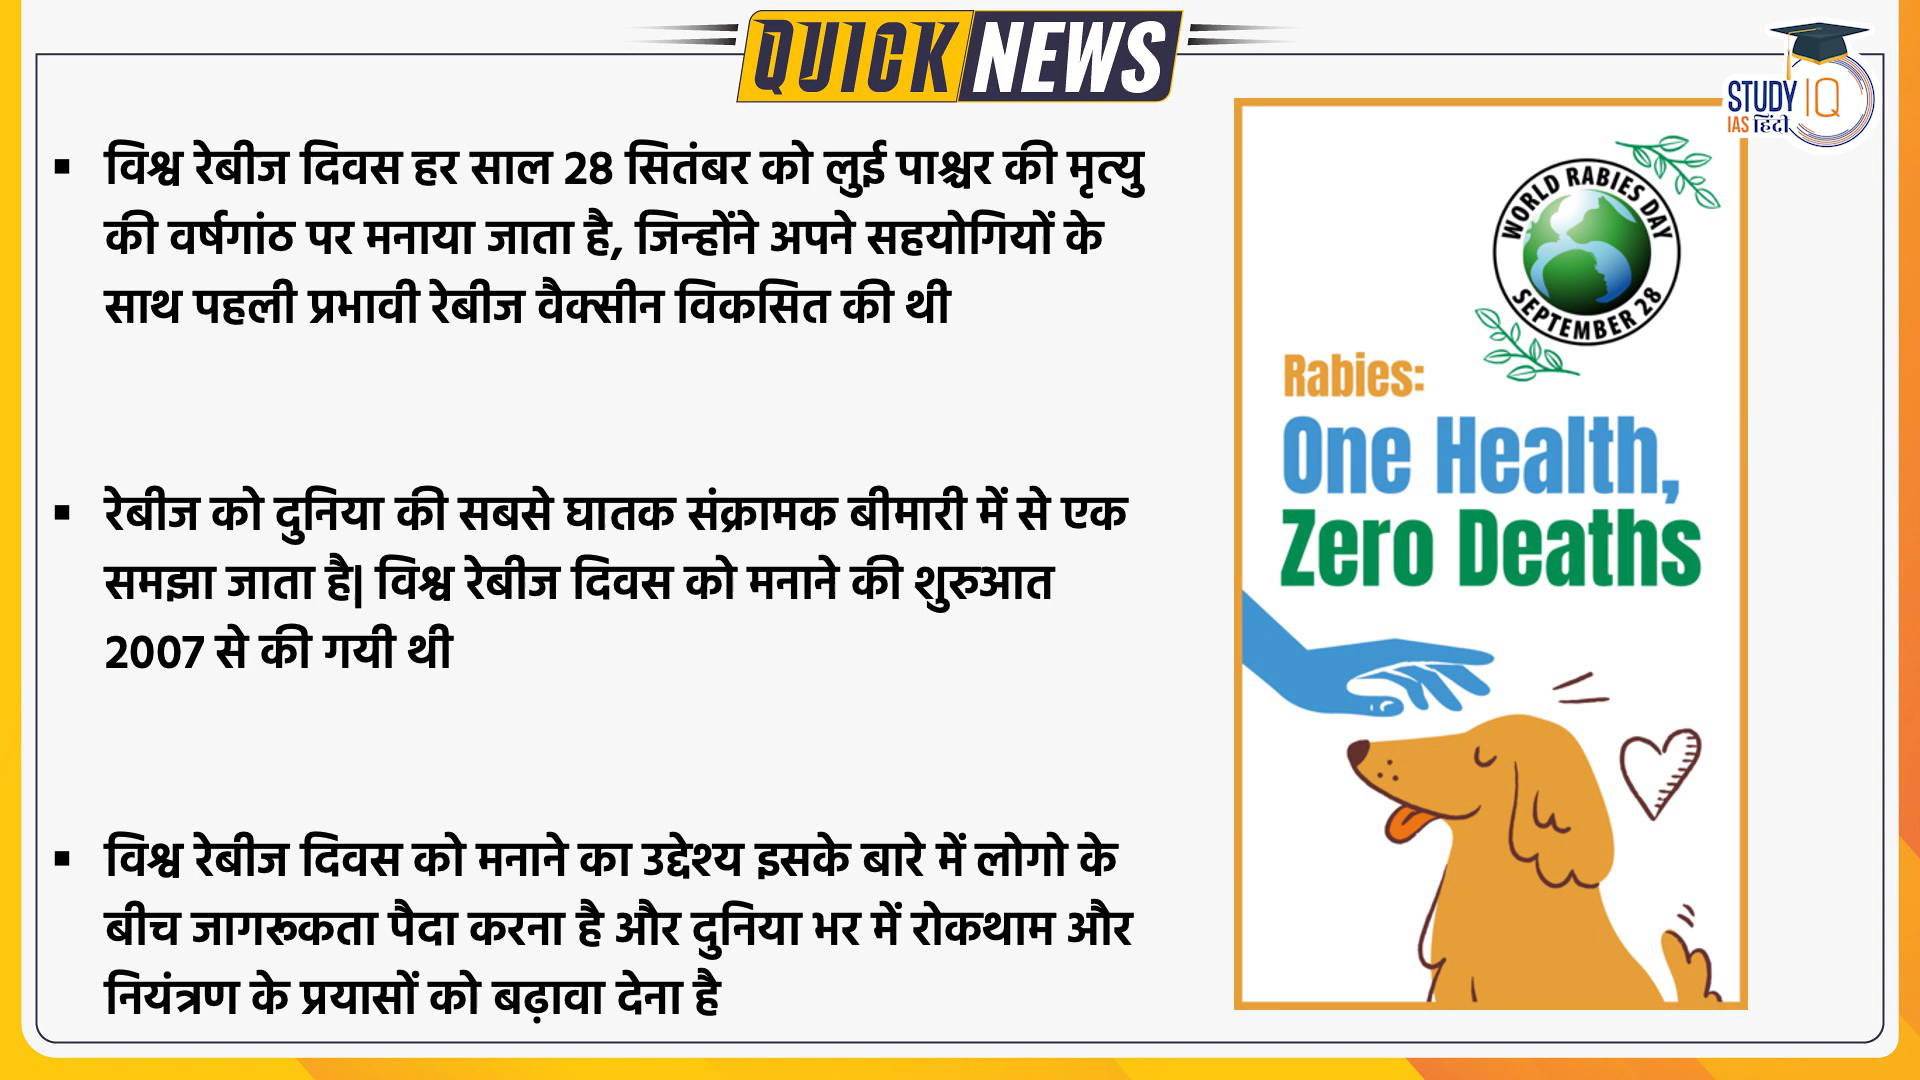 QUICK NEWS
STUDY IQ
IAS हिंदी
विश्व रेबीज दिवस हर साल 28 सितंबर को लुई पाश्चर की मृत्यु
की वर्षगांठ पर मनाया जाता है, जिन्होंने अपने सहयोगियों के
साथ पहली प्रभावी रेबीज वैक्सीन विकसित की थी
रेबीज को दुनिया की सबसे घातक संक्रामक बीमारी में से एक
समझा जाता है| विश्व रेबीज दिवस को मनाने की शुरुआत
2007 से की गयी थी
विश्व रेबीज दिवस को मनाने का उद्देश्य इसके बारे में लोगो के
बीच जागरूकता पैदा करना है और दुनिया भर में रोकथाम और
नियंत्रण के प्रयासों को बढ़ावा देना है
WORLD RABIES DAY
SEPTEMBER 28
Rabies:
One Health,
Zero Deaths